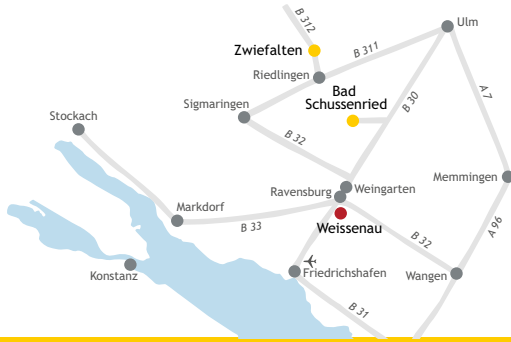 B 312
Ulm
Zwiefalten
B 311
Riedlingen
Bad
Schussenried
A 7
B 30
Sigmaringen
Stockach
B 32
Memmingen
Weingarten
Ravensburg
Markdorf
B 33
Weissenau
B 32
A 96
Konstanz
Friedrichshafen
Wangen
B 31